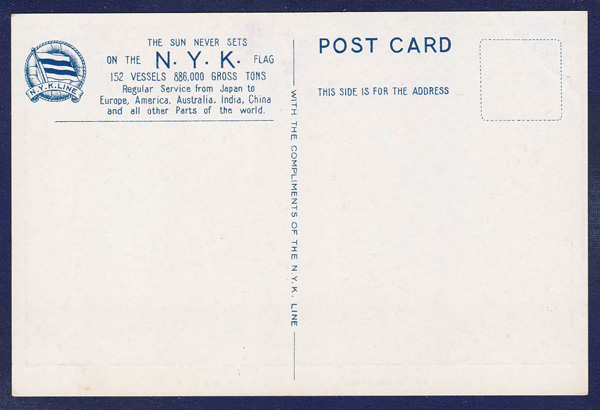 THE SUN NEVER SETS
ON THE N. Y. K. FLAG
152 VESSELS 886,000 GROSS TONS
Regular Service from Japan to
Europe, America, Australia, India, China
and all other Parts of the world.
N.Y.K.LINE
WITH THE COMPLIMENTS OF THE N.Y.K. LINE
POST CARD
THIS SIDE IS FOR THE ADDRESS